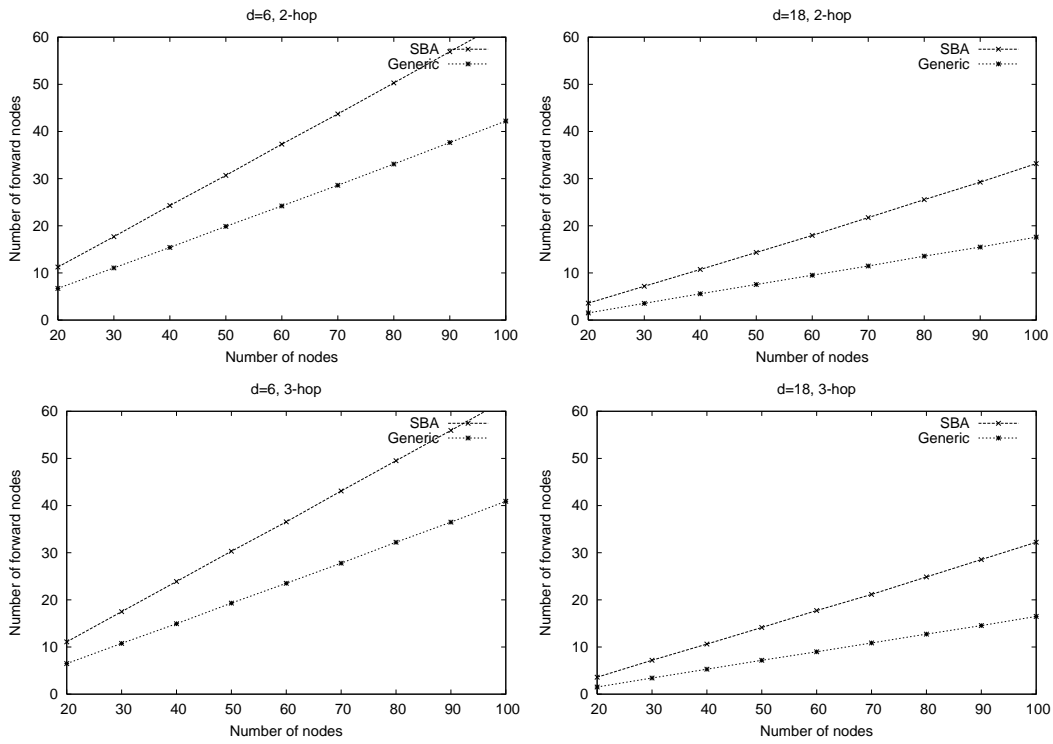 d=6, 2-hop
60
50
40
30
20
10
0
Number of forward nodes
SBA
Generic
20 30 40 50 60 70 80 90 100
Number of nodes
d=18, 2-hop
60
50
40
30
20
10
0
Number of forward nodes
SBA
Generic
20 30 40 50 60 70 80 90 100
Number of nodes
d=6, 3-hop
60
50
40
30
20
10
0
Number of forward nodes
SBA
Generic
20 30 40 50 60 70 80 90 100
Number of nodes
d=18, 3-hop
60
50
40
30
20
10
0
Number of forward nodes
SBA
Generic
20 30 40 50 60 70 80 90 100
Number of nodes